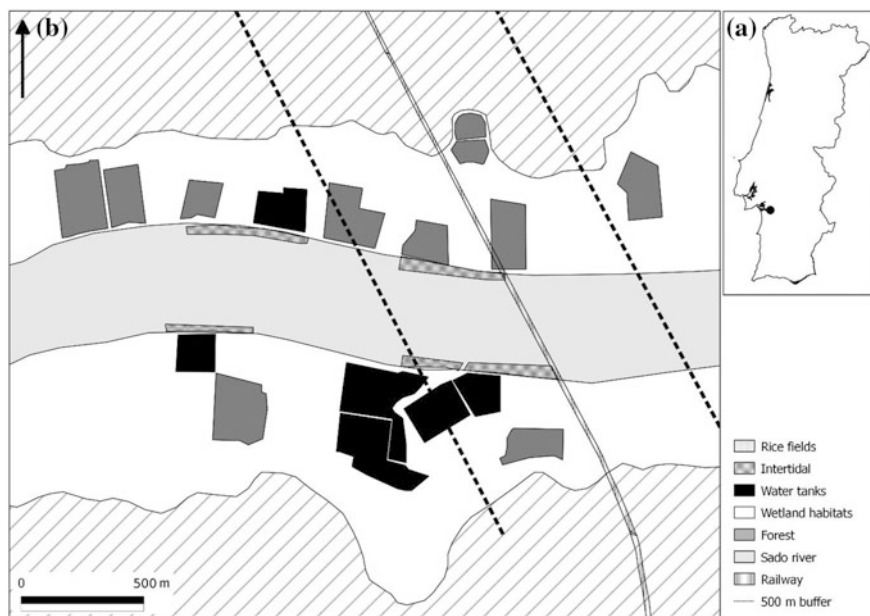 (b)
(a)
Rice fields
Intertidal
Water tanks
Wetland habitats
Forest
Sado river
Railway
500 m buffer
0 500 m